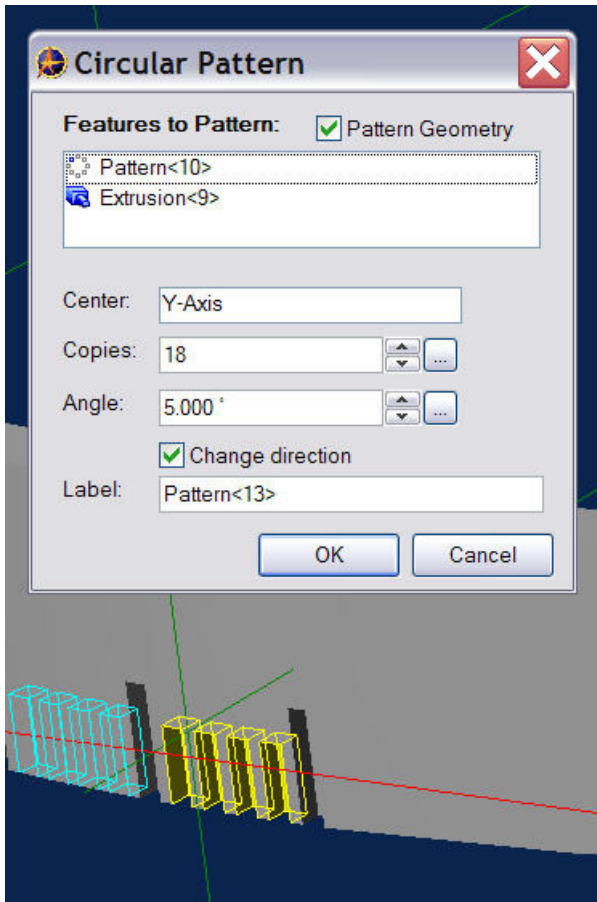 Circular Pattern
Features to Pattern: Pattern Geometry
Pattern<10>
Extrusion<9>
Center: Y-Axis
Copies: 18 ...
Angle: 5.000 ° ...
Change direction
Label: Pattern<13>
OK Cancel